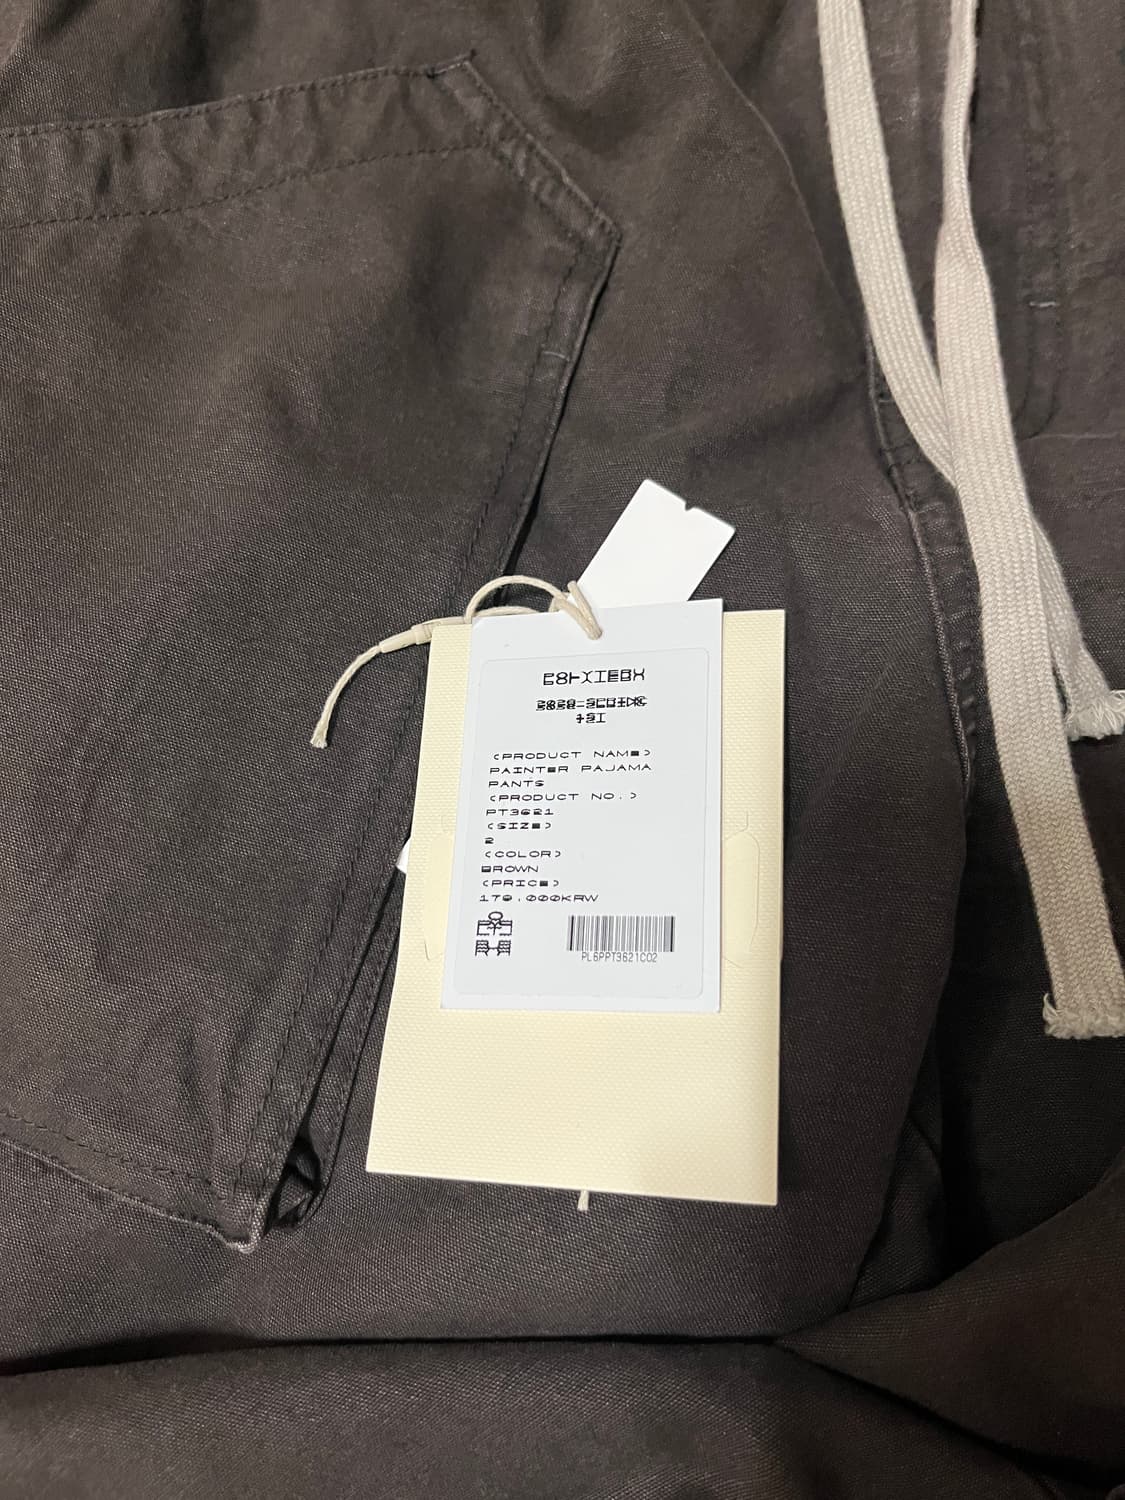 <PRODUCT NAME>
PAINTER PAJAMA
PANTS
<PRODUCT NO.>
PT3621
<SIZE>
2
<COLOR>
BROWN
<PRICE>
179,000KRW
PL6PPT3621C02